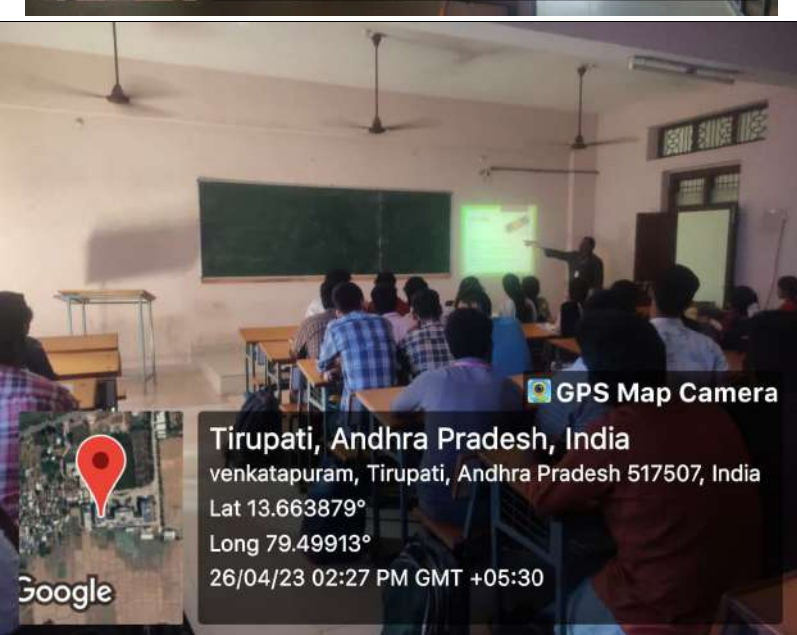 GPS Map Camera
Tirupati, Andhra Pradesh, India
venkatapuram, Tirupati, Andhra Pradesh 517507, India
Lat 13.663879°
Long 79.49913°
26/04/23 02:27 PM GMT +05:30
Google